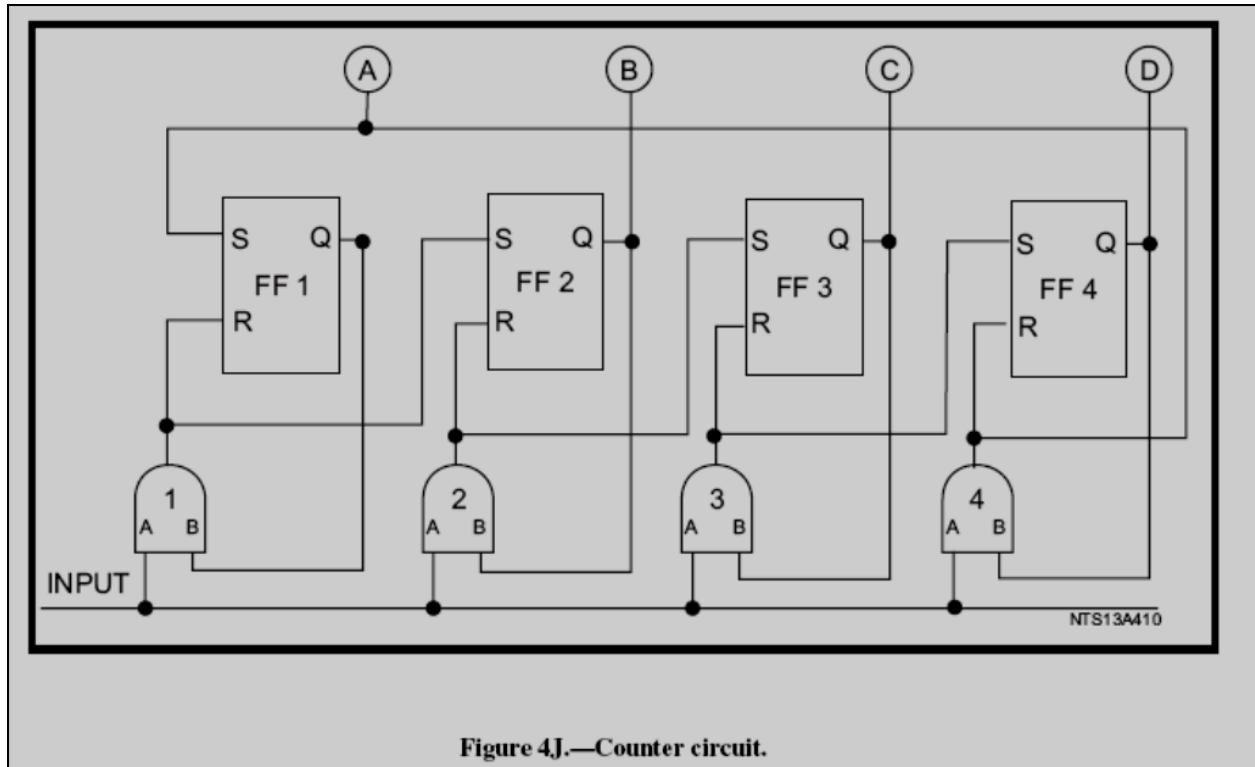 A B C D
S Q S Q S Q S Q
FF 1 FF 2 FF 3 FF 4
R R R R
1 2 3 4
A B A B A B A B
INPUT
NTS13A410
Figure 4J.—Counter circuit.